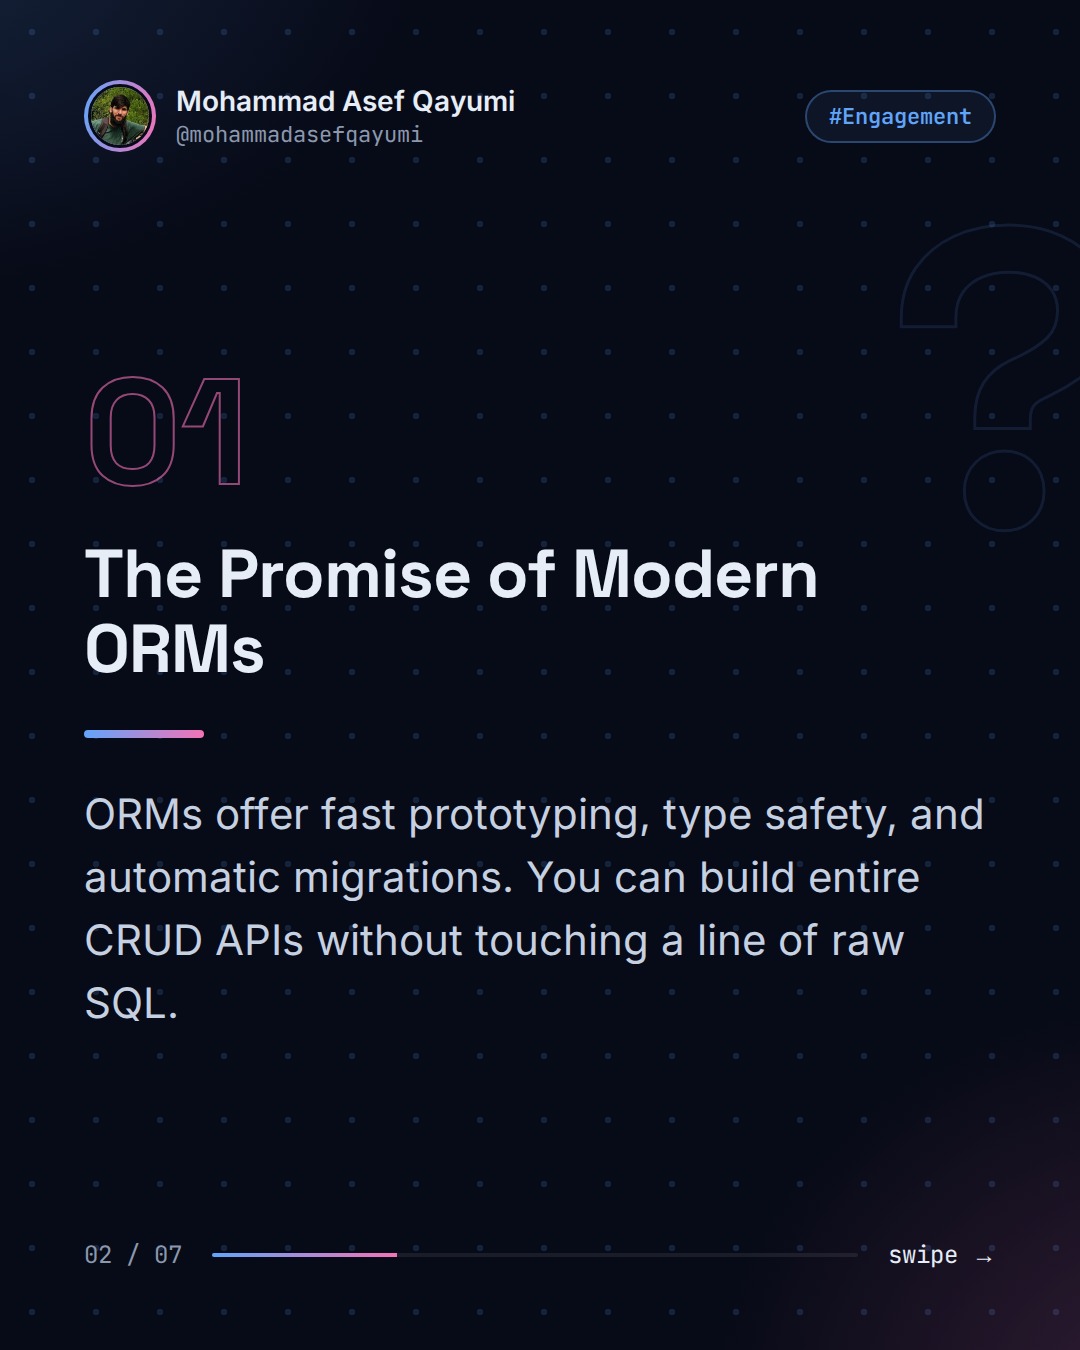 Mohammad Asef Qayumi
@mohammadasefqayumi
#Engagement
?
01
The Promise of Modern
ORMs
ORMs offer fast prototyping, type safety, and
automatic migrations. You can build entire
CRUD APIs without touching a line of raw
SQL.
02 / 07
swipe →